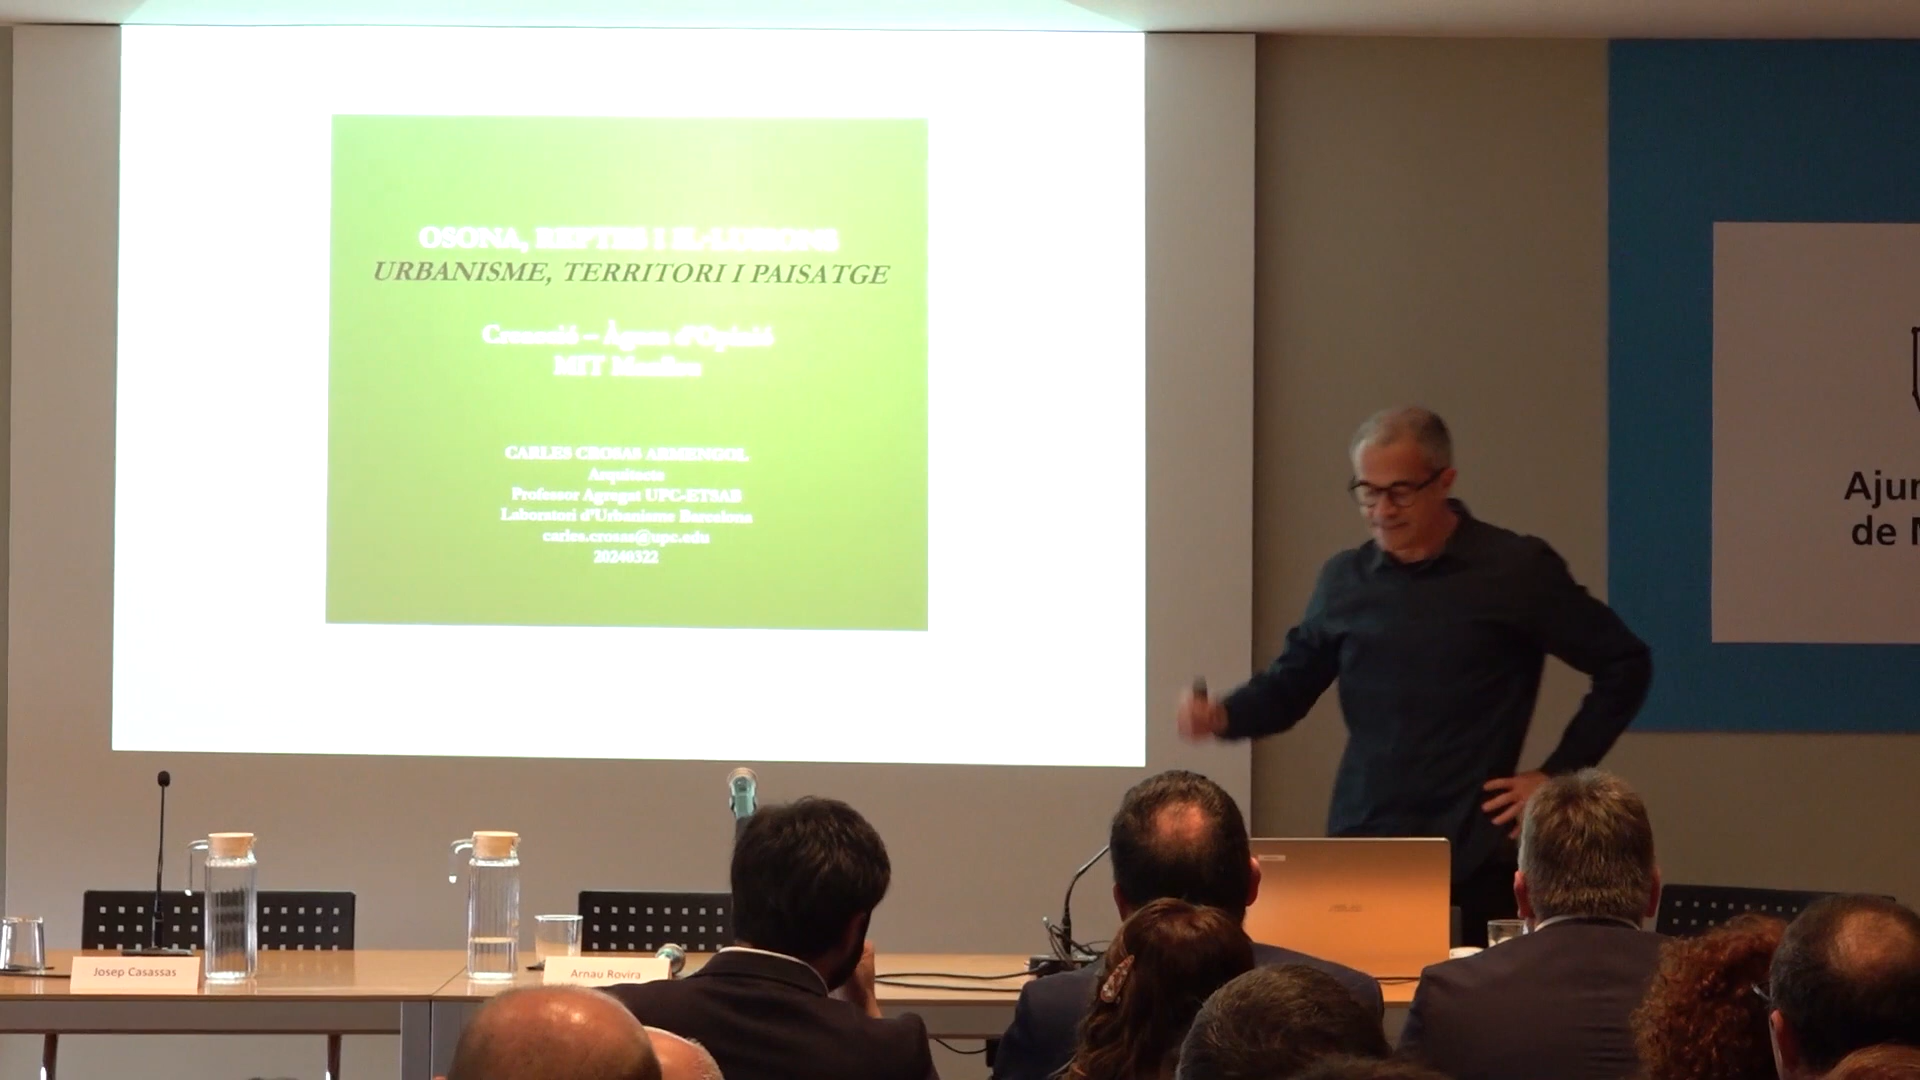 OSONA, REPTES I IL·LUSIONS
URBANISME, TERRITORI I PAISATGE
Creacció – Àgora d'Opinió
MIT Manlleu
CARLES CROSAS ARMENGOL
Arquitecte
Professor Agregat UPC-ETSAB
Laboratori d'Urbanisme Barcelona
carles.crosas@upc.edu
20240322
Ajun
de M
Josep Casassas
Arnau Rovira